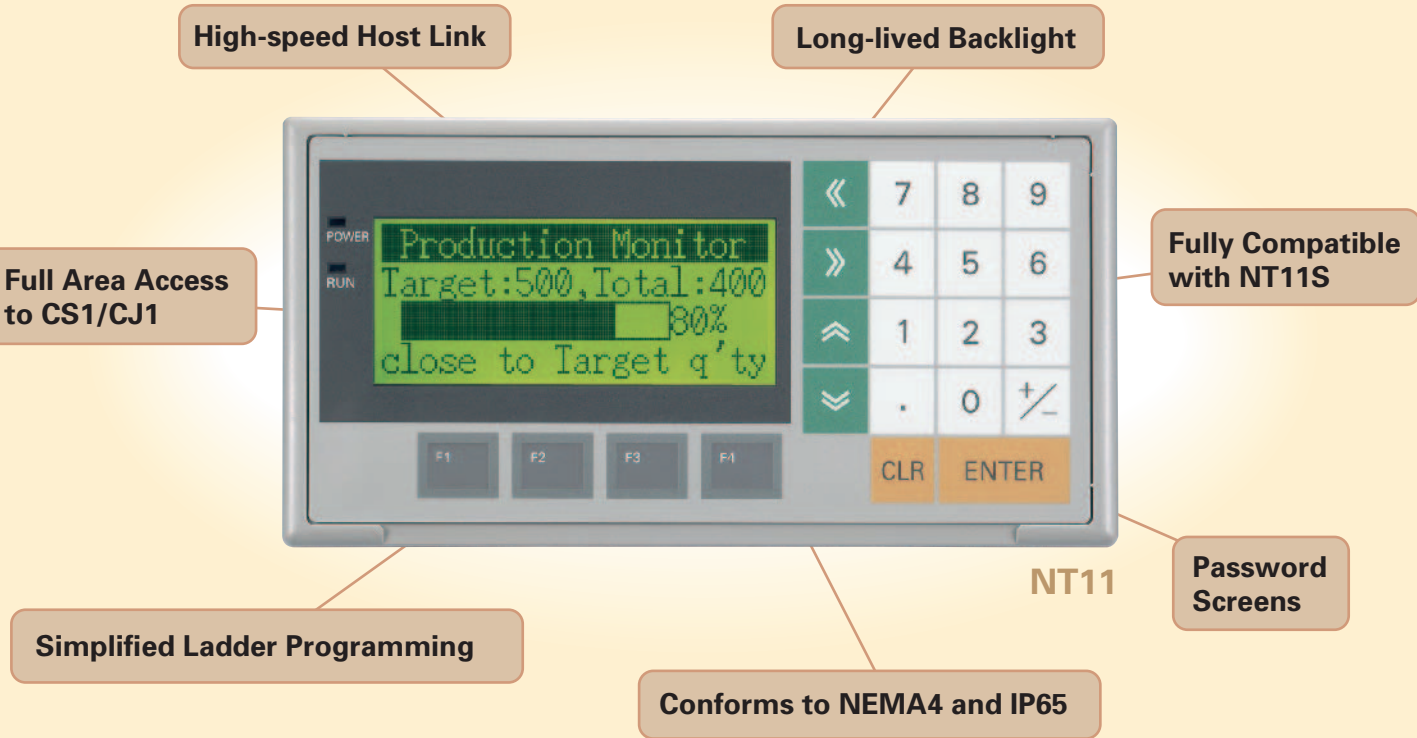 High-speed Host Link
Long-lived Backlight
Full Area Access
to CS1/CJ1
Fully Compatible
with NT11S
POWER
RUN
Production Monitor
Target:500,Total:400
80%
close to Target q'ty
« 7 8 9
» 4 5 6
1 2 3
. 0 +/−
CLR ENTER
F1 F2 F3 F4
NT11
Password
Screens
Simplified Ladder Programming
Conforms to NEMA4 and IP65